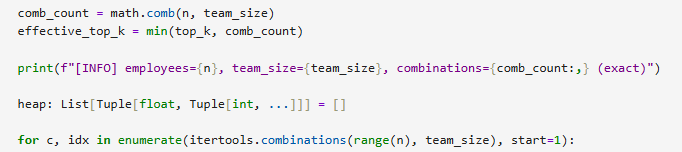 comb_count = math.comb(n, team_size)
effective_top_k = min(top_k, comb_count)
print(f"[INFO] employees={n}, team_size={team_size}, combinations={comb_count:,} (exact)")
heap: List[Tuple[float, Tuple[int, ...]]] = []
for c, idx in enumerate(itertools.combinations(range(n), team_size), start=1):